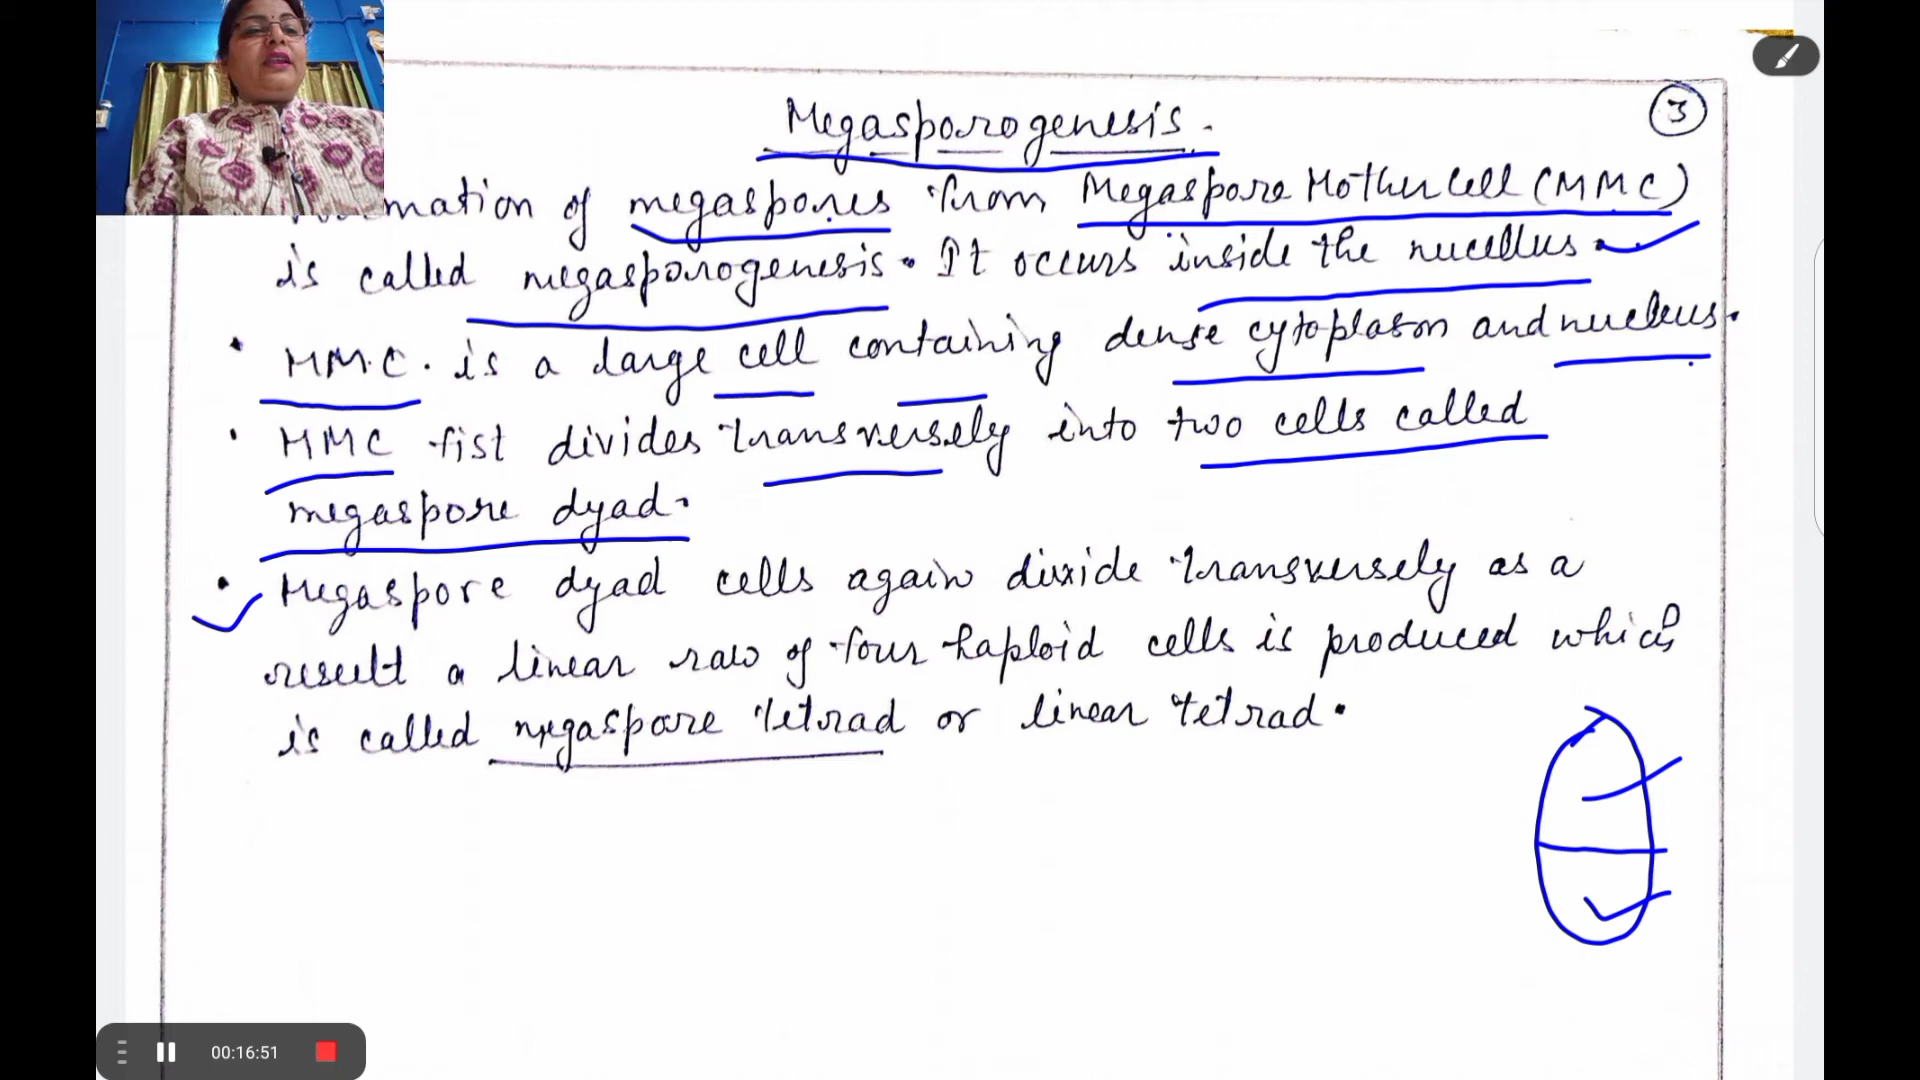 Megasporogenesis.
3
mation of megaspores from Megaspore Mother Cell (MMC)
is called megasporogenesis. It occurs inside the nucellus.
• MMC. is a large cell containing dense cytoplasm and nucleus.
• MMC fist divides transversely into two cells called
megaspore dyad.
• Megaspore dyad cells again divide transversely as a
result a linear row of four haploid cells is produced which
is called megaspore tetrad or linear tetrad.
00:16:51